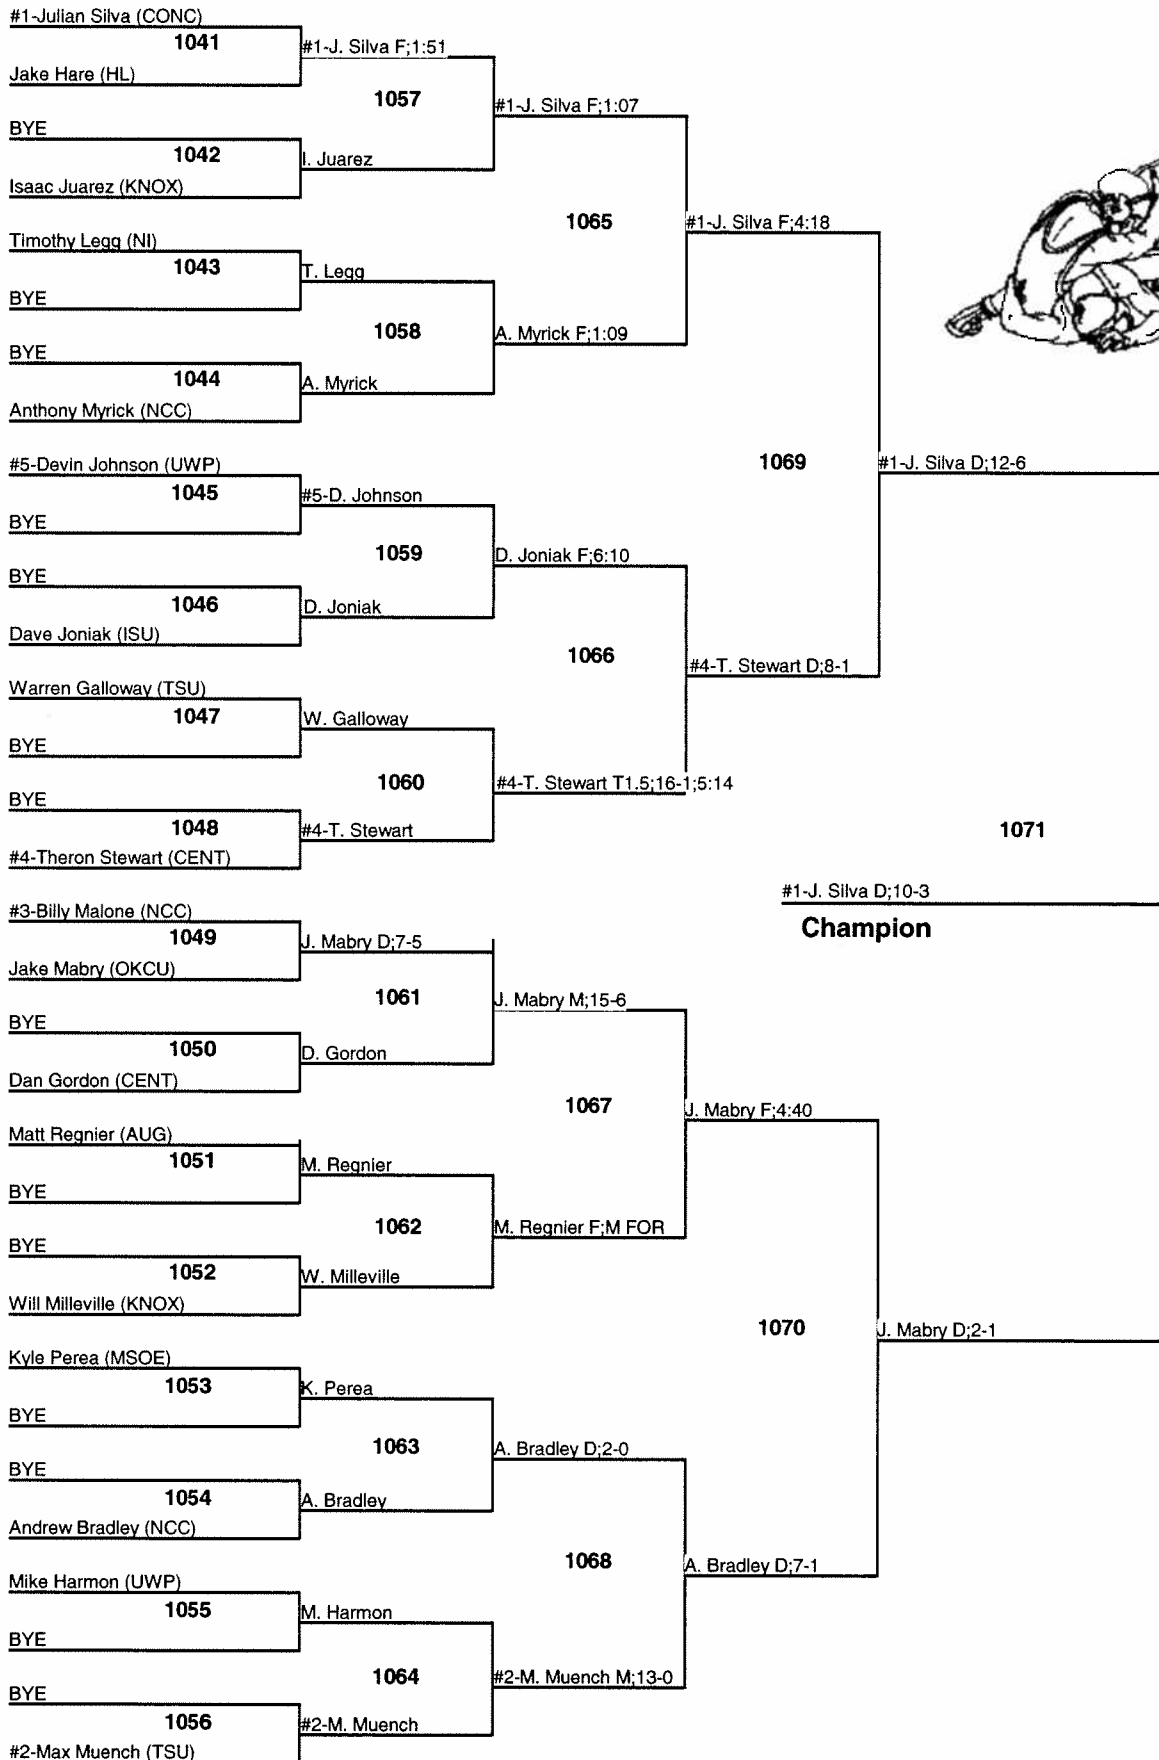 #1-Julian Silva (CONC)
1041
Jake Hare (HL)
#1-J. Silva F;1:51
1057
BYE
1042
Isaac Juarez (KNOX)
I. Juarez
#1-J. Silva F;1:07
1065
Timothy Legg (NI)
1043
BYE
T. Legg
1058
BYE
1044
Anthony Myrick (NCC)
A. Myrick
A. Myrick F;1:09
#1-J. Silva F;4:18
1069
#5-Devin Johnson (UWP)
1045
BYE
#5-D. Johnson
1059
BYE
1046
Dave Joniak (ISU)
D. Joniak
D. Joniak F;6:10
1066
Warren Galloway (TSU)
1047
BYE
W. Galloway
1060
BYE
1048
#4-Theron Stewart (CENT)
#4-T. Stewart
#4-T. Stewart T1.5;16-1;5:14
#4-T. Stewart D;8-1
#1-J. Silva D;12-6
1071
#1-J. Silva D;10-3
Champion
#3-Billy Malone (NCC)
1049
Jake Mabry (OKCU)
J. Mabry D;7-5
1061
BYE
1050
Dan Gordon (CENT)
D. Gordon
J. Mabry M;15-6
1067
Matt Regnier (AUG)
1051
BYE
M. Regnier
1062
BYE
1052
Will Milleville (KNOX)
W. Milleville
M. Regnier F;M FOR
J. Mabry F;4:40
1070
J. Mabry D;2-1
Kyle Perea (MSOE)
1053
BYE
K. Perea
1063
BYE
1054
Andrew Bradley (NCC)
A. Bradley
A. Bradley D;2-0
1068
A. Bradley D;7-1
Mike Harmon (UWP)
1055
BYE
M. Harmon
1064
#2-M. Muench M;13-0
BYE
1056
#2-Max Muench (TSU)
#2-M. Muench